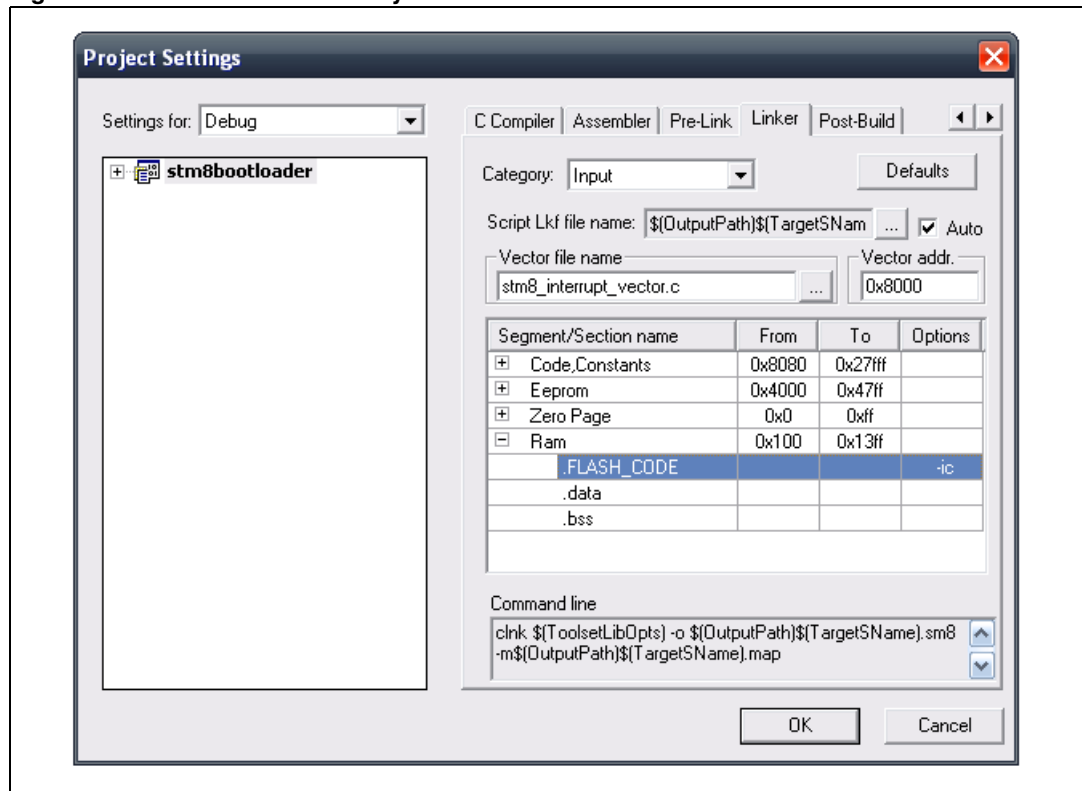 Project Settings
Settings for: Debug
stm8bootloader
C Compiler Assembler Pre-Link Linker Post-Build
Category: Input Defaults
Script Lkf file name: $(OutputPath)$(TargetSNam ... Auto
Vector file name Vector addr.
stm8_interrupt_vector.c ... 0x8000
Segment/Section name From To Options
Code,Constants 0x8080 0x27fff
Eeprom 0x4000 0x47ff
Zero Page 0x0 0xff
Ram 0x100 0x13ff
.FLASH_CODE -ic
.data
.bss
Command line
clnk $(ToolsetLibOpts) -o $(OutputPath)$(TargetSName).sm8
-m$(OutputPath)$(TargetSName).map
OK Cancel